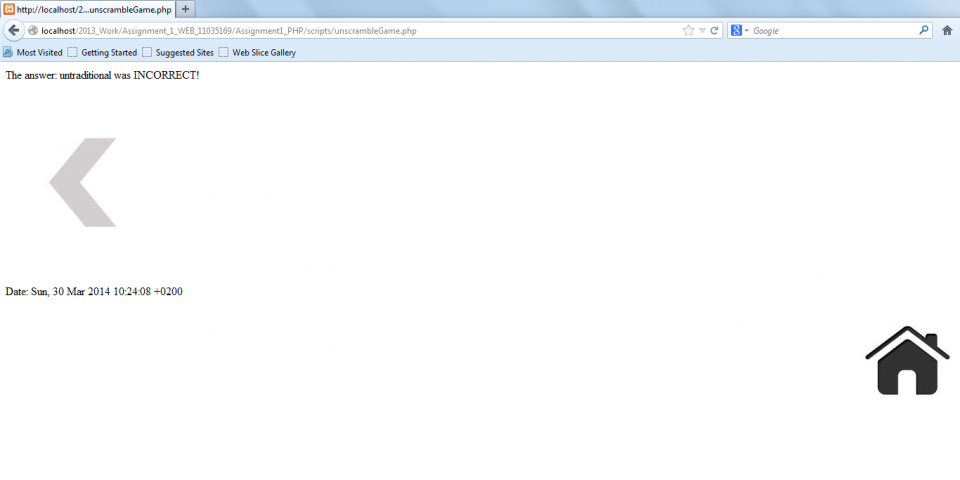 http://localhost/2...unscrambleGame.php
localhost/2013_Work/Assignment_1_WEB_11035169/Assignment1_PHP/scripts/unscrambleGame.php
Google
Most Visited Getting Started Suggested Sites Web Slice Gallery
The answer: untraditional was INCORRECT!
Date: Sun, 30 Mar 2014 10:24:08 +0200